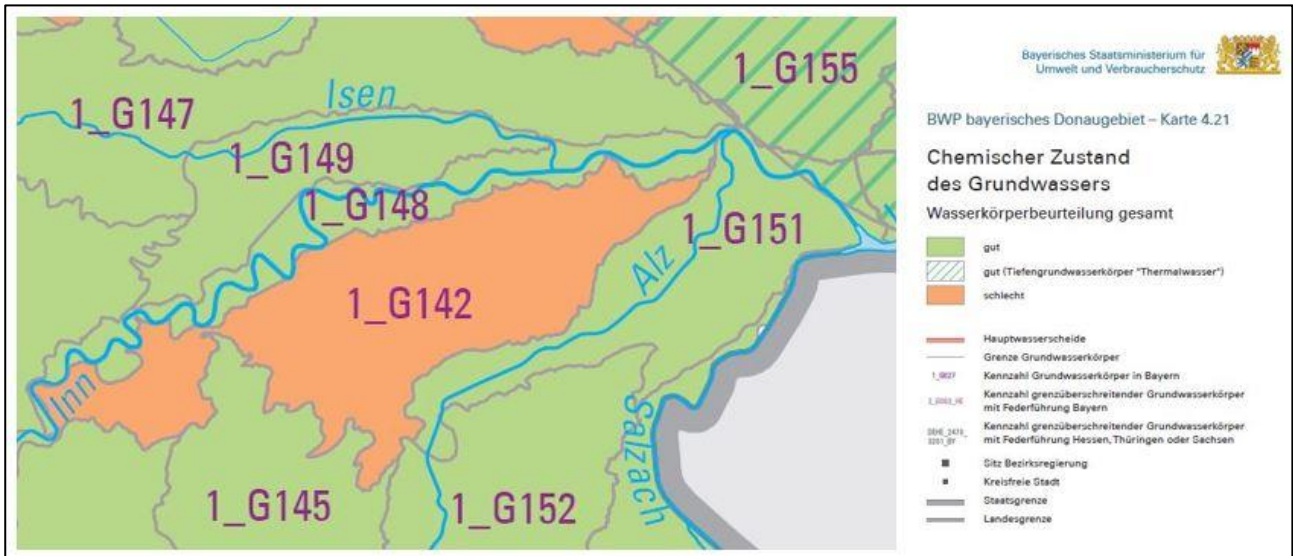 1_G155
Isen
1_G147
1_G149
1_G148
1_G151
Alz
1_G142
Inn
Salzach
1_G145
1_G152
Bayerisches Staatsministerium für
Umwelt und Verbraucherschutz
BWP bayerisches Donaugebiet – Karte 4.21
Chemischer Zustand
des Grundwassers
Wasserkörperbeurteilung gesamt
gut
gut (Tiefengrundwasserkörper "Thermalwasser")
schlecht
Hauptwasserscheide
Grenze Grundwasserkörper
Kennzahl Grundwasserkörper in Bayern
Kennzahl grenzüberschreitender Grundwasserkörper
mit Federführung Bayern
Kennzahl grenzüberschreitender Grundwasserkörper
mit Federführung Hessen, Thüringen oder Sachsen
Sitz Bezirksregierung
Kreisfreie Stadt
Staatsgrenze
Landesgrenze